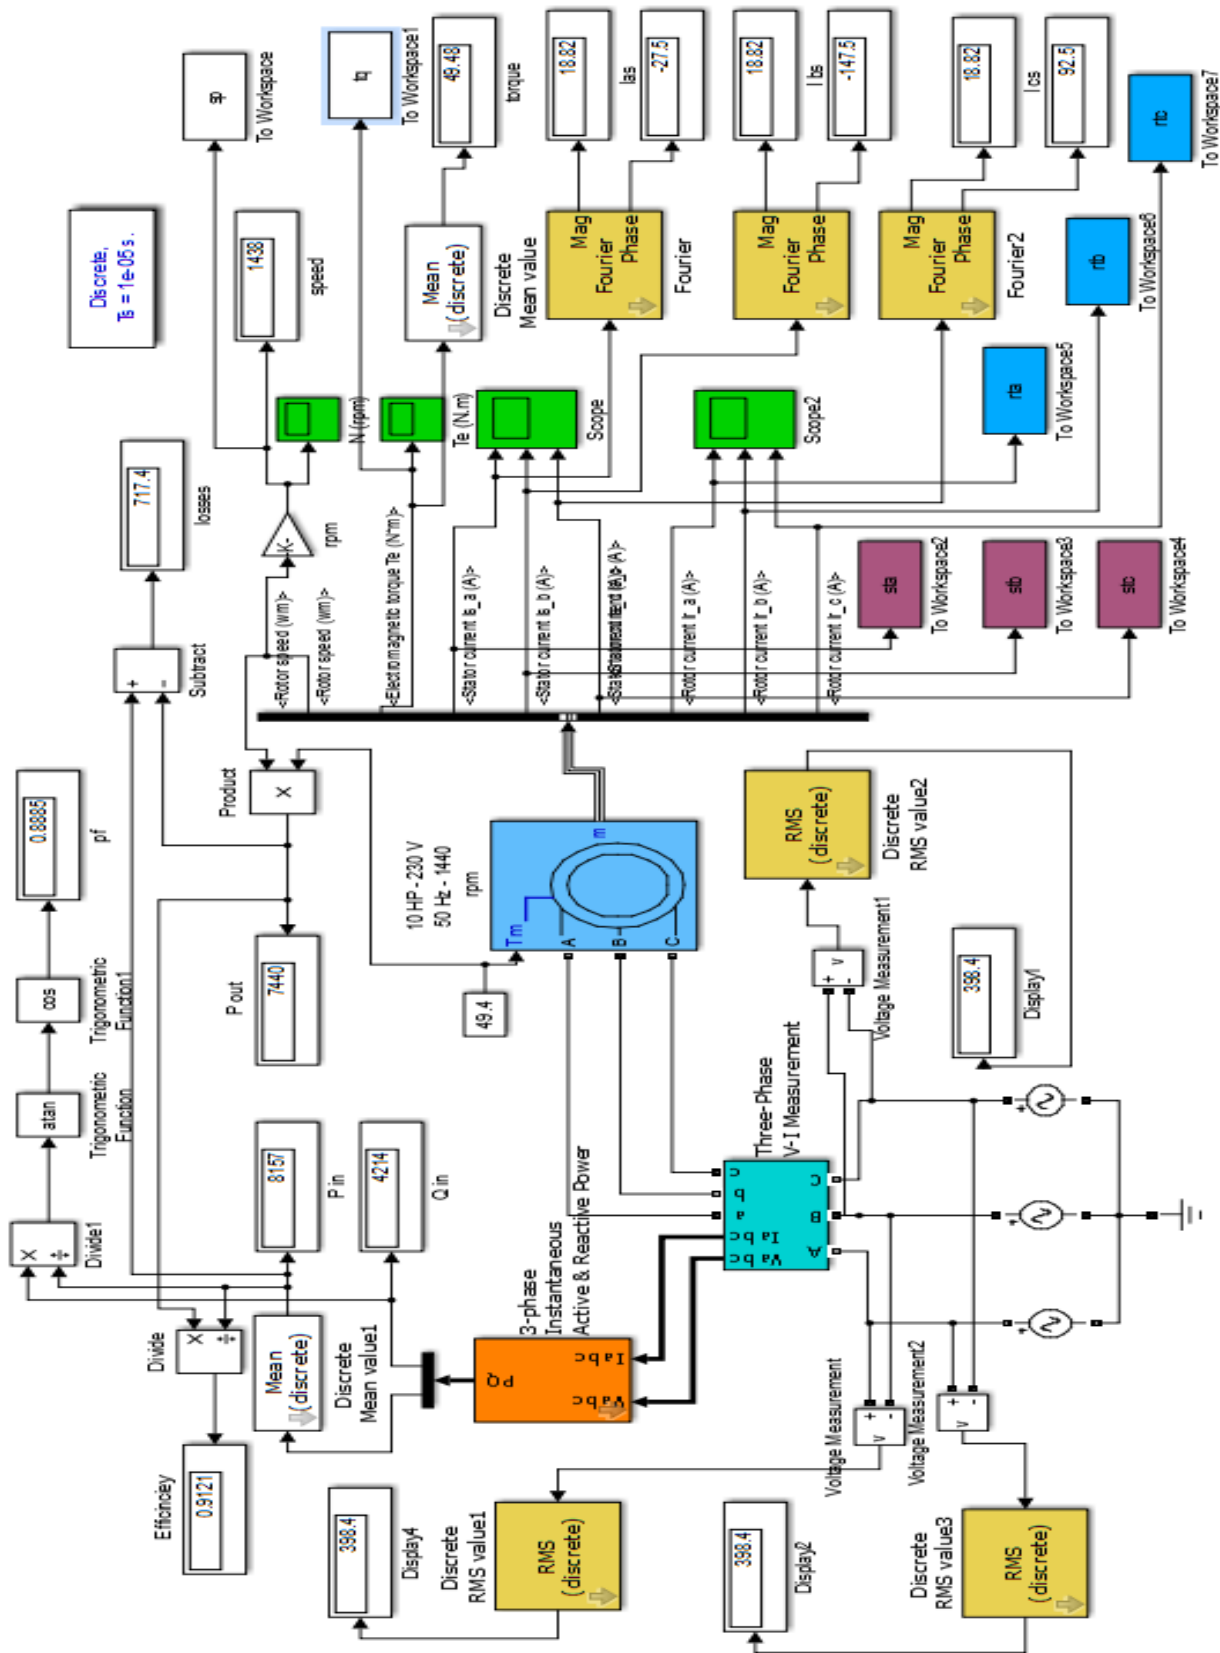 Discrete,
Ts = 1e-05 s.
sp
To Workspace
tq
To Workspace1
1438
speed
717.4
losses
0.8885
pf
cos
Trigonometric
Function1
atan
Trigonometric
Function
×
÷
Divide1
×
÷
Divide
0.9121
Efficinciey
+
-
Subtract
×
Product
7440
P out
8157
P in
4214
Q in
Mean
(discrete)
Discrete
Mean value1
-K-
rpm
N (rpm)
Te (N.m)
49.48
torque
Mean
(discrete)
Discrete
Mean value
<Rotor speed (wm)>
<Rotor speed (wm)>
<Electromagnetic torque Te (N*m)>
<Stator current is_a (A)>
<Stator current is_b (A)>
<Rotor current ir_a (A)>
<Rotor current ir_b (A)>
<Rotor current ir_c (A)>
Scope
Scope2
18.82
Ias
-27.5
Mag
Fourier
Phase
Fourier
18.82
I bs
-147.5
Mag
Fourier
Phase
18.82
I cs
92.5
Mag
Fourier
Phase
Fourier2
rta
To Workspace5
rtb
To Workspace6
rtc
To Workspace7
sta
To Workspace2
stb
To Workspace3
stc
To Workspace4
10 HP - 230 V
50 Hz - 1440
rpm
Tm
m
A
B
C
49.4
3-phase
Instantaneous
Active & Reactive Power
PQ
Vabc
Iabc
Three-Phase
V-I Measurement
Vabc
Iabc
a
b
c
A
B
C
RMS
(discrete)
Discrete
RMS value2
+
-
v
Voltage Measurement1
398.4
Display1
+
-
v
Voltage Measurement
+
-
v
Voltage Measurement2
398.4
Display4
Discrete
RMS value1
RMS
(discrete)
398.4
Display2
Discrete
RMS value3
RMS
(discrete)